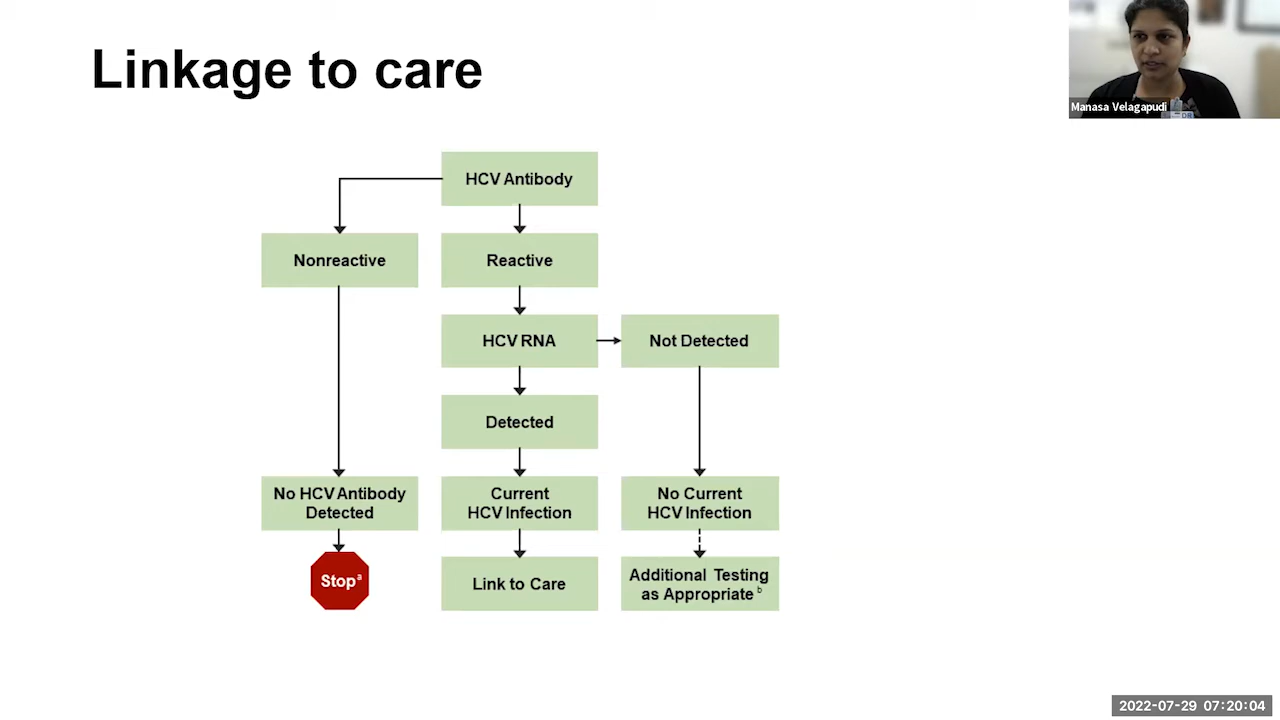 Linkage to care
Manasa Velagapudi
HCV Antibody
Nonreactive
Reactive
HCV RNA
Not Detected
Detected
No HCV Antibody
Detected
Current
HCV Infection
No Current
HCV Infection
Stop a
Link to Care
Additional Testing
as Appropriate b
2022-07-29 07:20:04